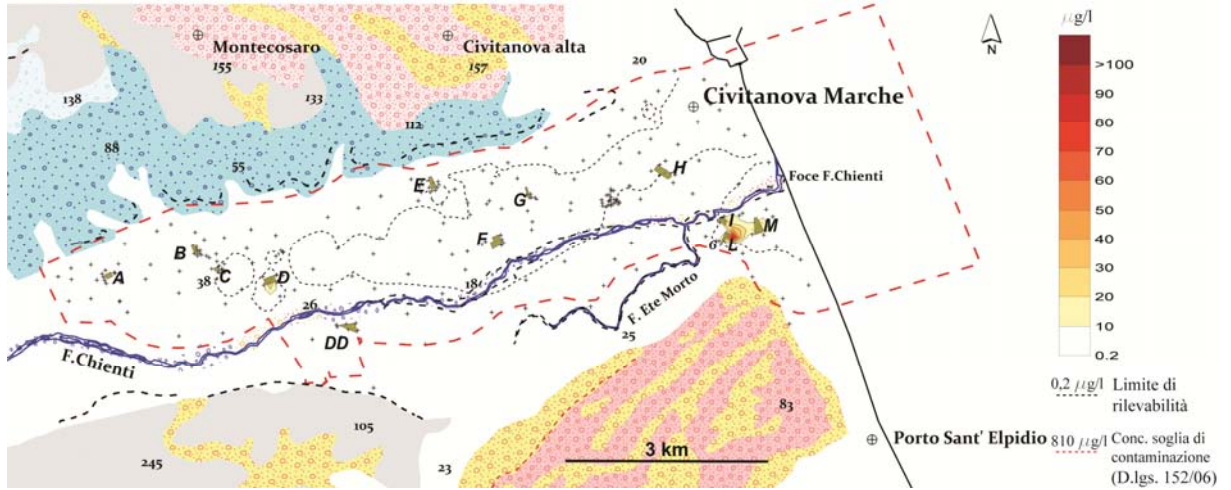 Montecosaro
155
Civitanova alta
157
20
N
138
133
112
Civitanova Marche
88
55
E
G
H
Foce F.Chienti
A
B
C
38
D
F
I
M
6
L
18
26
DD
F. Ete Morto
25
F.Chienti
105
245
23
83
3 km
Porto Sant' Elpidio
µg/l
>100
90
80
70
60
50
40
30
20
10
0.2
0,2 µg/l Limite di
rilevabilità
810 µg/l Conc. soglia di
contaminazione
(D.lgs. 152/06)